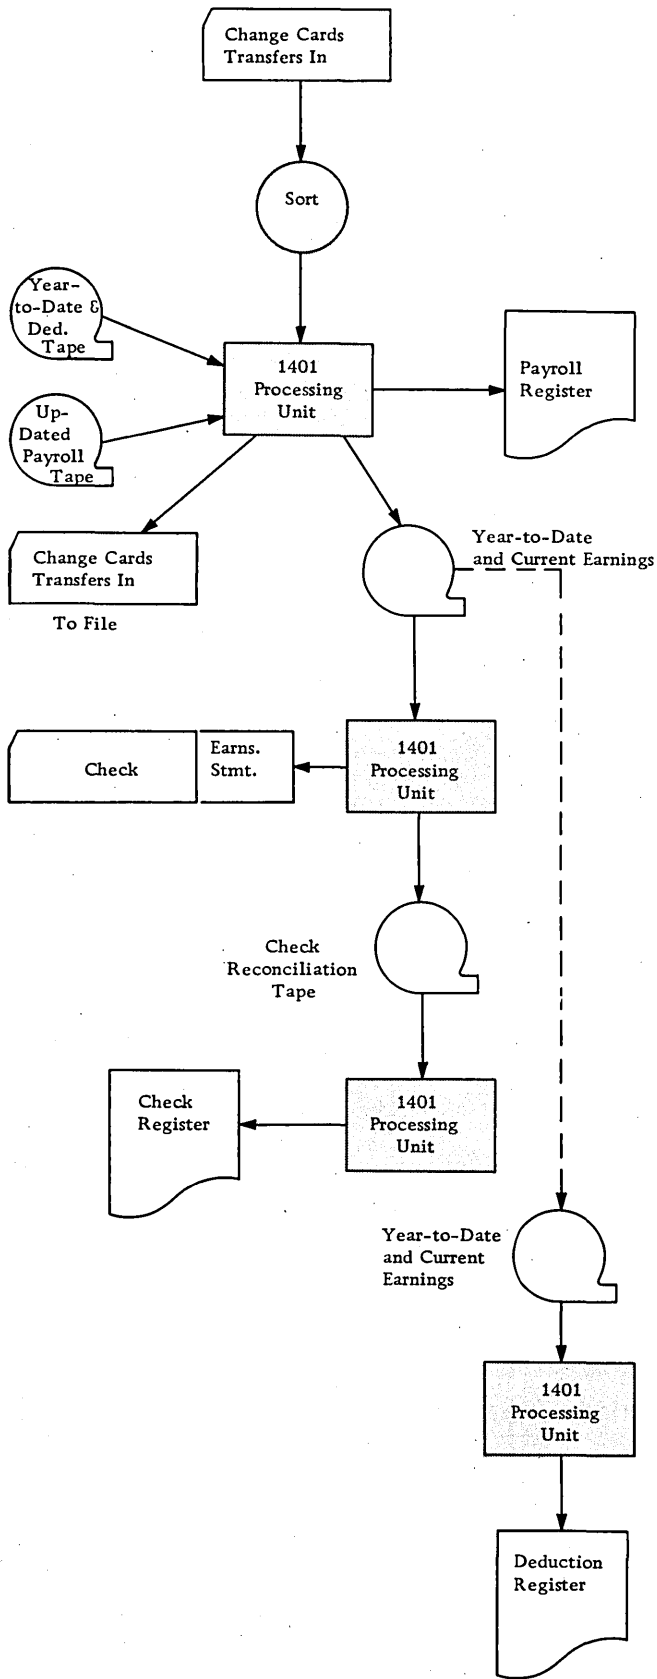 Change Cards
Transfers In
Sort
Year-
to-Date &
Ded.
Tape
1401
Processing
Unit
Payroll
Register
Up-
Dated
Payroll
Tape
Change Cards
Transfers In
To File
Year-to-Date
and Current Earnings
Check
Earns.
Stmt.
1401
Processing
Unit
Check
Reconciliation
Tape
Check
Register
1401
Processing
Unit
Year-to-Date
and Current
Earnings
1401
Processing
Unit
Deduction
Register